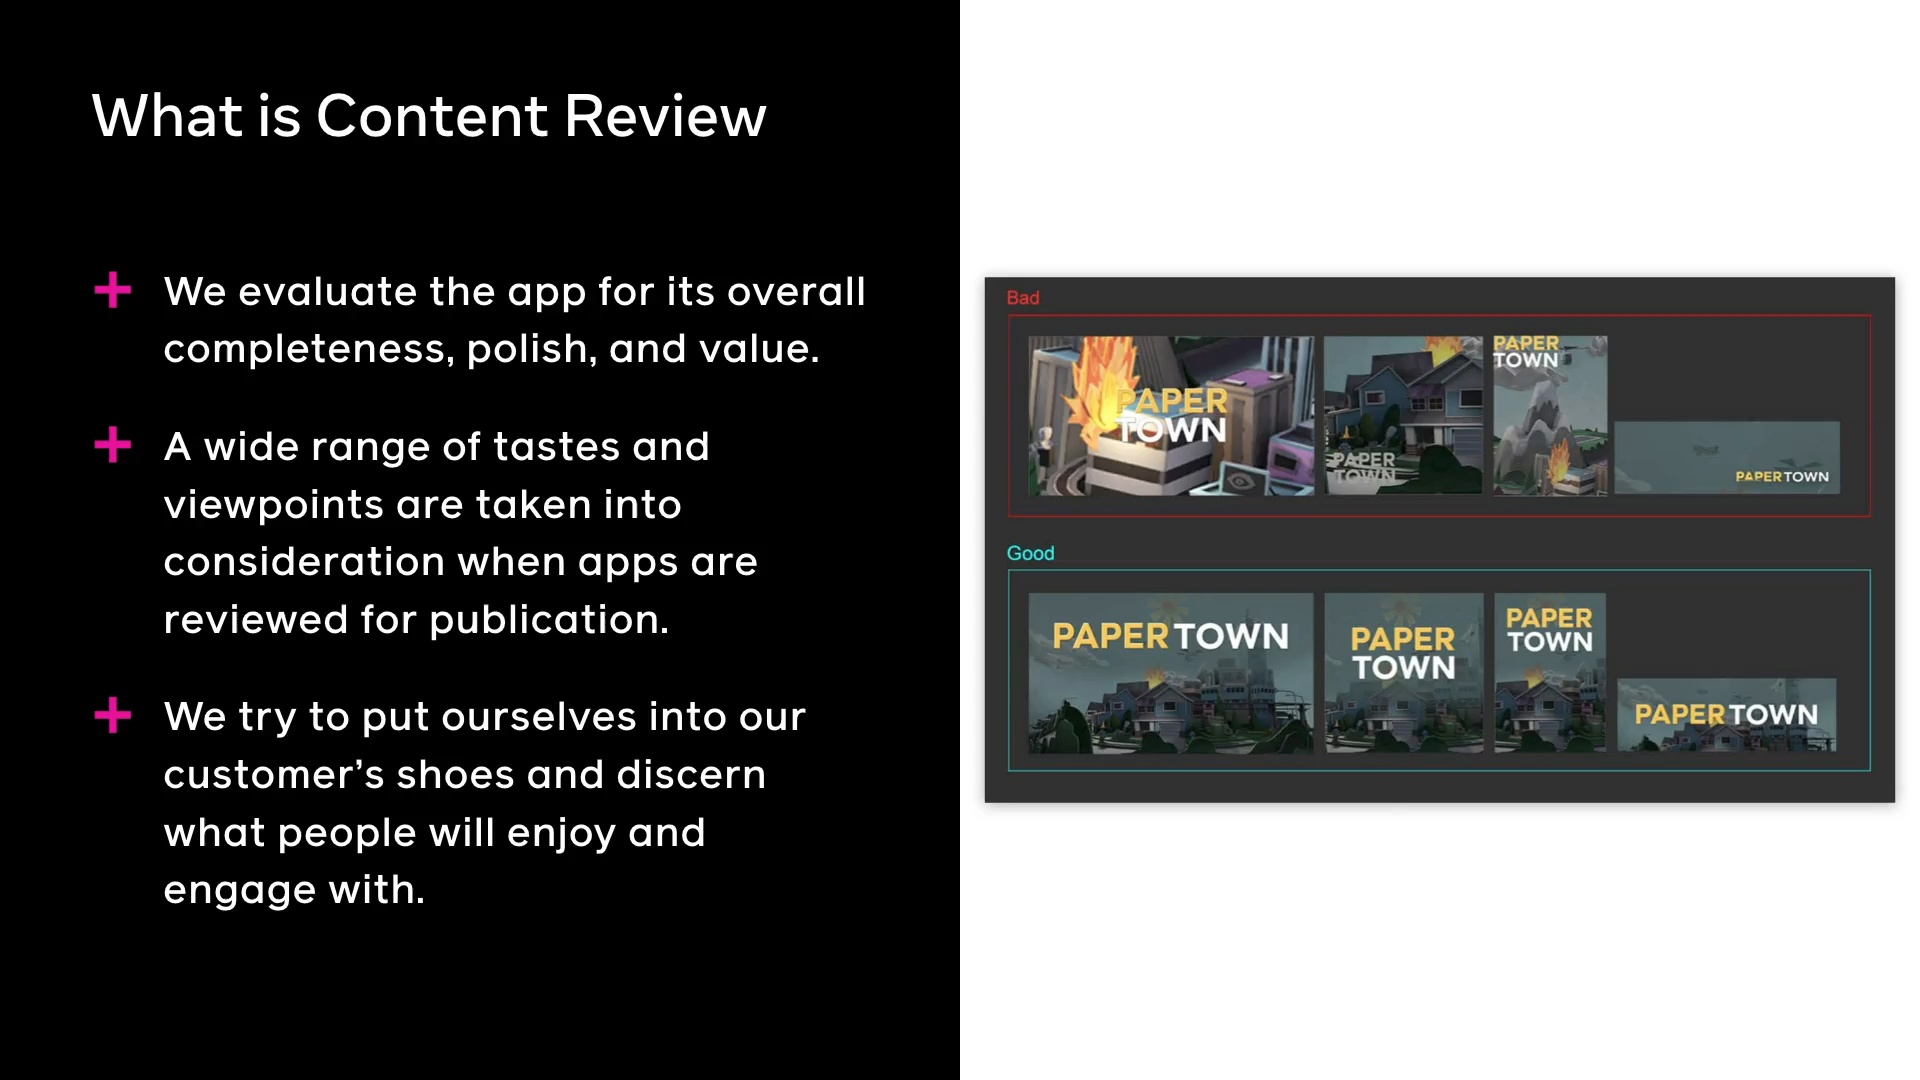 What is Content Review
+ We evaluate the app for its overall
completeness, polish, and value.
+ A wide range of tastes and
viewpoints are taken into
consideration when apps are
reviewed for publication.
+ We try to put ourselves into our
customer’s shoes and discern
what people will enjoy and
engage with.
Bad
PAPER
TOWN
PAPER
TOWN
PAPER
TOWN
PAPERTOWN
Good
PAPER TOWN
PAPER
TOWN
PAPER
TOWN
PAPERTOWN